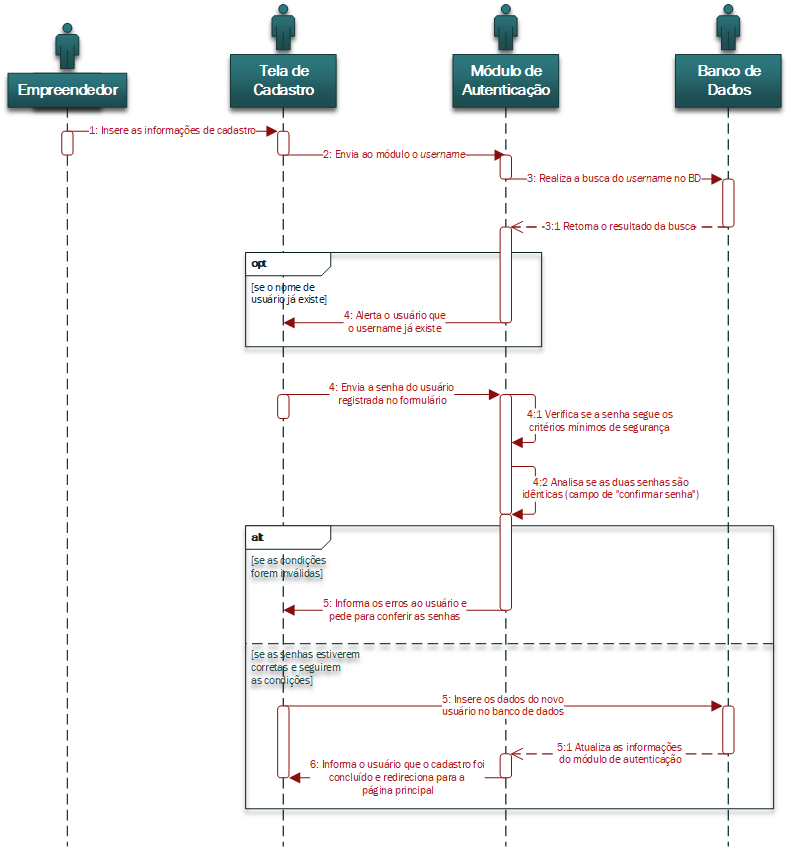 Empreendedor
Tela de
Cadastro
Módulo de
Autenticação
Banco de
Dados
1: Insere as informações de cadastro
2: Envia ao módulo o username
3: Realiza a busca do username no BD
3:1 Retorna o resultado da busca
opt
[se o nome de
usuário já existe]
4: Alerta o usuário que
o username já existe
4: Envia a senha do usuário
registrada no formulário
4:1 Verifica se a senha segue os
critérios mínimos de segurança
4:2 Analisa se as duas senhas são
idênticas (campo de "confirmar senha")
alt
[se as condições
forem inválidas]
5: Informa os erros ao usuário e
pede para conferir as senhas
[se as senhas estiverem
corretas e seguirem
as condições]
5: Insere os dados do novo
usuário no banco de dados
5:1 Atualiza as informações
do módulo de autenticação
6: Informa o usuário que o cadastro foi
concluído e redireciona para a
página principal